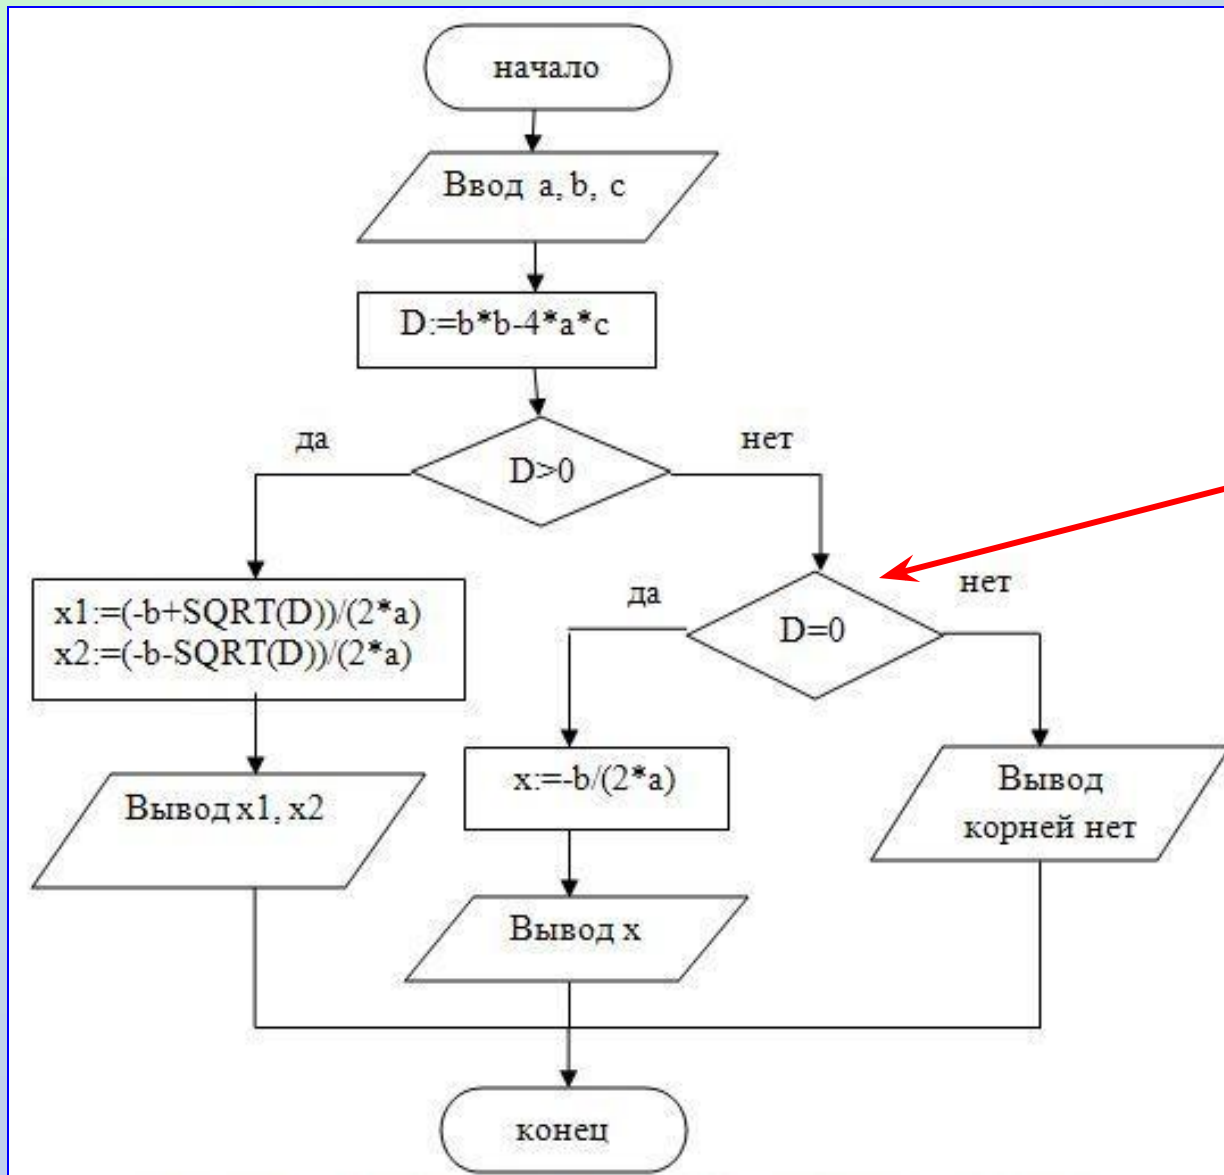 начало
Ввод a, b, c
D:=b*b-4*a*c
да
нет
D>0
x1:=(-b+SQRT(D))/(2*a)
x2:=(-b-SQRT(D))/(2*a)
да
нет
D=0
Вывод x1, x2
x:=-b/(2*a)
Вывод
корней нет
Вывод x
конец